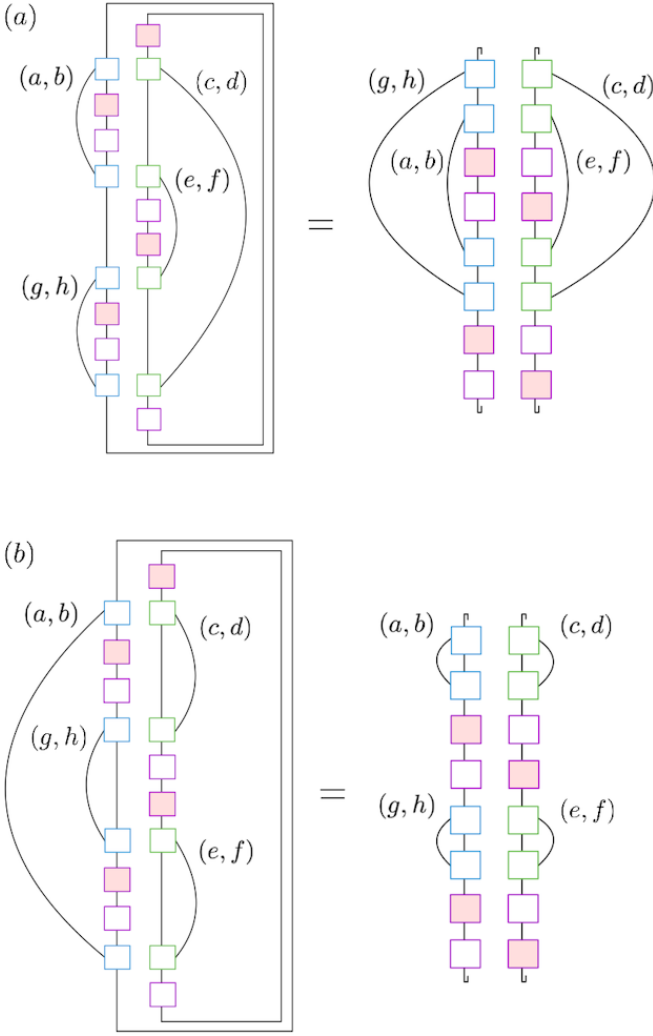 (a)
(a, b)
(c, d)
(e, f)
(g, h)
=
(g, h)
(c, d)
(a, b)
(e, f)
(b)
(a, b)
(c, d)
(g, h)
(e, f)
=
(a, b)
(c, d)
(g, h)
(e, f)